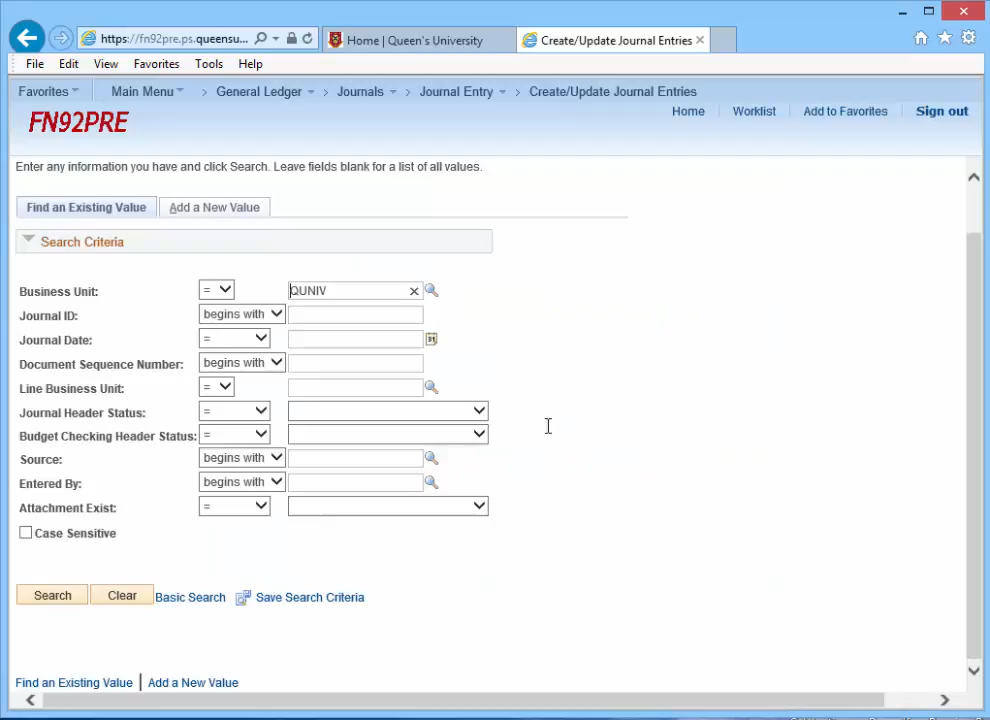 https://fn92pre.ps.queensu...
Home | Queen's University
Create/Update Journal Entries
File Edit View Favorites Tools Help
Favorites Main Menu > General Ledger > Journals > Journal Entry > Create/Update Journal Entries
Home Worklist Add to Favorites Sign out
FN92PRE
Enter any information you have and click Search. Leave fields blank for a list of all values.
Find an Existing Value Add a New Value
Search Criteria
Business Unit: = QUNIV
Journal ID: begins with
Journal Date: = 31
Document Sequence Number: begins with
Line Business Unit: =
Journal Header Status: =
Budget Checking Header Status: =
Source: begins with
Entered By: begins with
Attachment Exist: =
Case Sensitive
Search Clear Basic Search Save Search Criteria
Find an Existing Value | Add a New Value